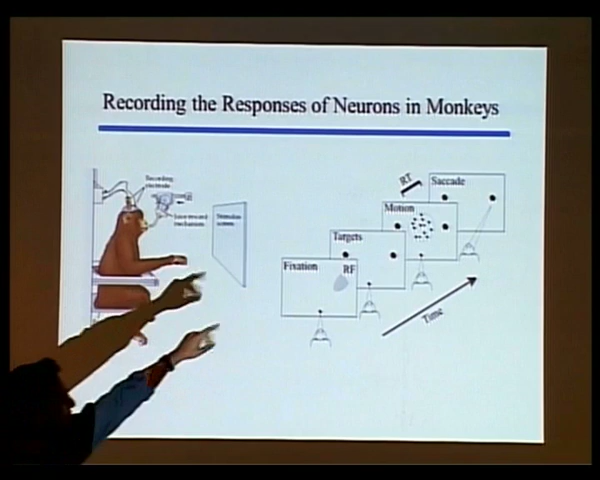 Recording the Responses of Neurons in Monkeys
Recording
electrode
Juice reward
mechanism
Stimulus
screen
RT
Saccade
Motion
Targets
Fixation
RF
Time